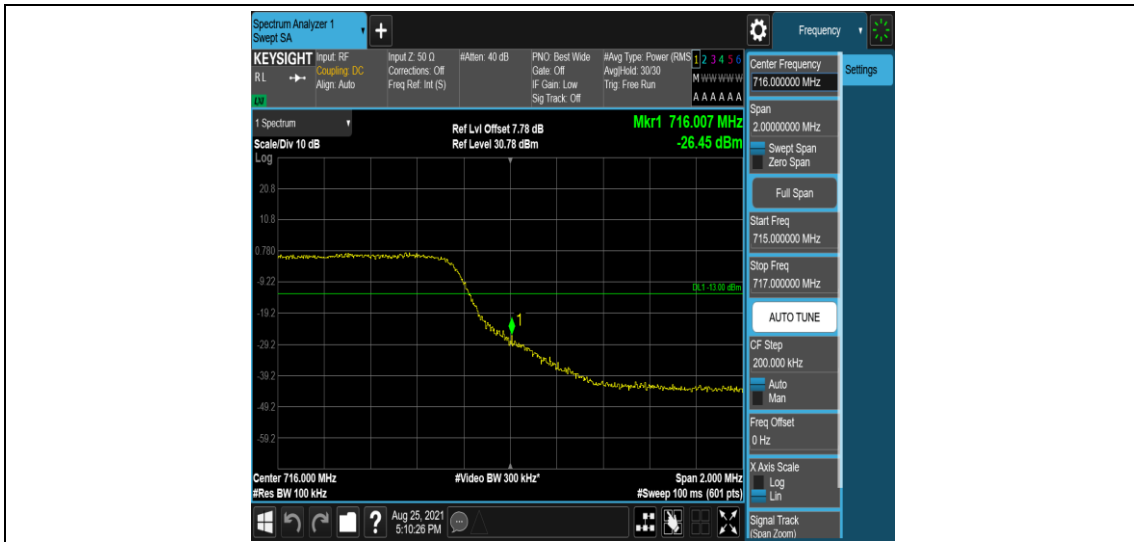 Spectrum Analyzer 1
Swept SA
+
Frequency
KEYSIGHT
RL
LXI
Input: RF
Coupling: DC
Align: Auto
Input Z: 50 Ω
Corrections: Off
Freq Ref: Int (S)
#Atten: 40 dB
PNO: Best Wide
Gate: Off
IF Gain: Low
Sig Track: Off
#Avg Type: Power (RMS
Avg|Hold: 30/30
Trig: Free Run
1 2 3 4 5 6
M W W W W W
A A A A A A
1 Spectrum
Scale/Div 10 dB
Ref Lvl Offset 7.78 dB
Ref Level 30.78 dBm
Mkr1 716.007 MHz
-26.45 dBm
Log
20.8
10.8
0.780
-9.22
DL1 -13.00 dBm
-19.2
1
-29.2
-39.2
-49.2
-59.2
Center 716.000 MHz
#Res BW 100 kHz
#Video BW 300 kHz*
Span 2.000 MHz
#Sweep 100 ms (601 pts)
?
Aug 25, 2021
5:10:26 PM
Center Frequency
716.000000 MHz
Settings
Span
2.00000000 MHz
Swept Span
Zero Span
Full Span
Start Freq
715.000000 MHz
Stop Freq
717.000000 MHz
AUTO TUNE
CF Step
200.000 kHz
Auto
Man
Freq Offset
0 Hz
X Axis Scale
Log
Lin
Signal Track
(Span Zoom)